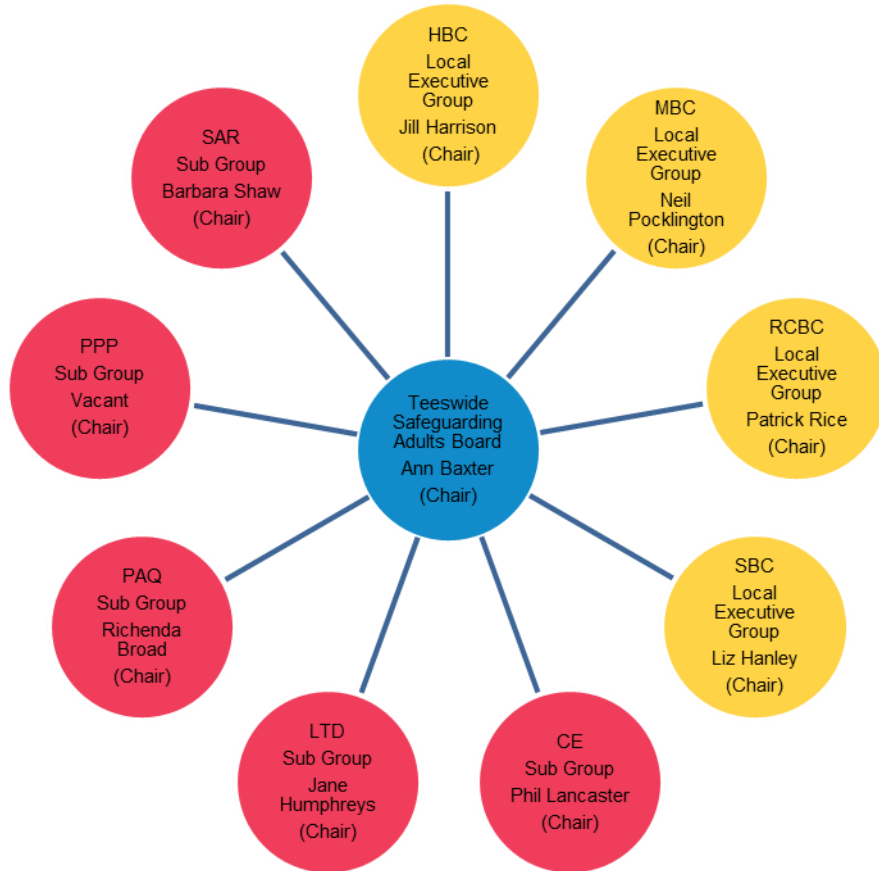 HBC
Local
Executive
Group
Jill Harrison
(Chair)
MBC
Local
Executive
Group
Neil
Pocklington
(Chair)
RCBC
Local
Executive
Group
Patrick Rice
(Chair)
SBC
Local
Executive
Group
Liz Hanley
(Chair)
CE
Sub Group
Phil Lancaster
(Chair)
LTD
Sub Group
Jane
Humphreys
(Chair)
PAQ
Sub Group
Richenda
Broad
(Chair)
PPP
Sub Group
Vacant
(Chair)
SAR
Sub Group
Barbara Shaw
(Chair)
Teeswide
Safeguarding
Adults Board
Ann Baxter
(Chair)